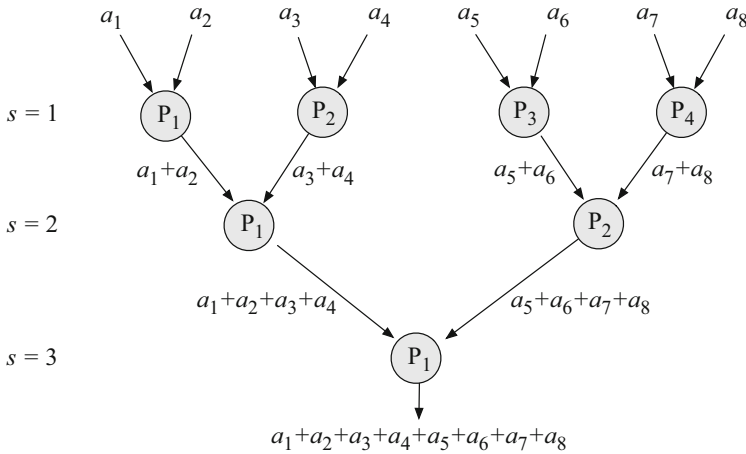 a₁ a₂ a₃ a₄ a₅ a₆ a₇ a₈
s = 1 P₁ P₂ P₃ P₄
a₁+a₂ a₃+a₄ a₅+a₆ a₇+a₈
s = 2 P₁ P₂
a₁+a₂+a₃+a₄ a₅+a₆+a₇+a₈
s = 3 P₁
a₁+a₂+a₃+a₄+a₅+a₆+a₇+a₈